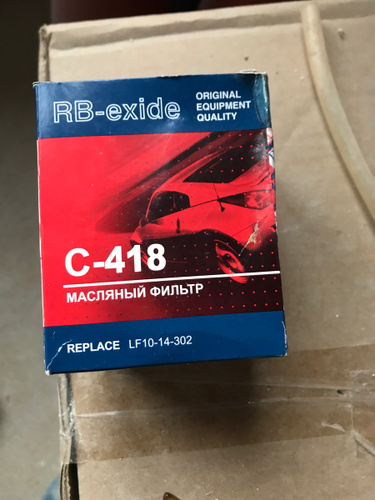 RB-exide
ORIGINAL
EQUIPMENT
QUALITY
C-418
МАСЛЯНЫЙ ФИЛЬТР
REPLACE LF10-14-302